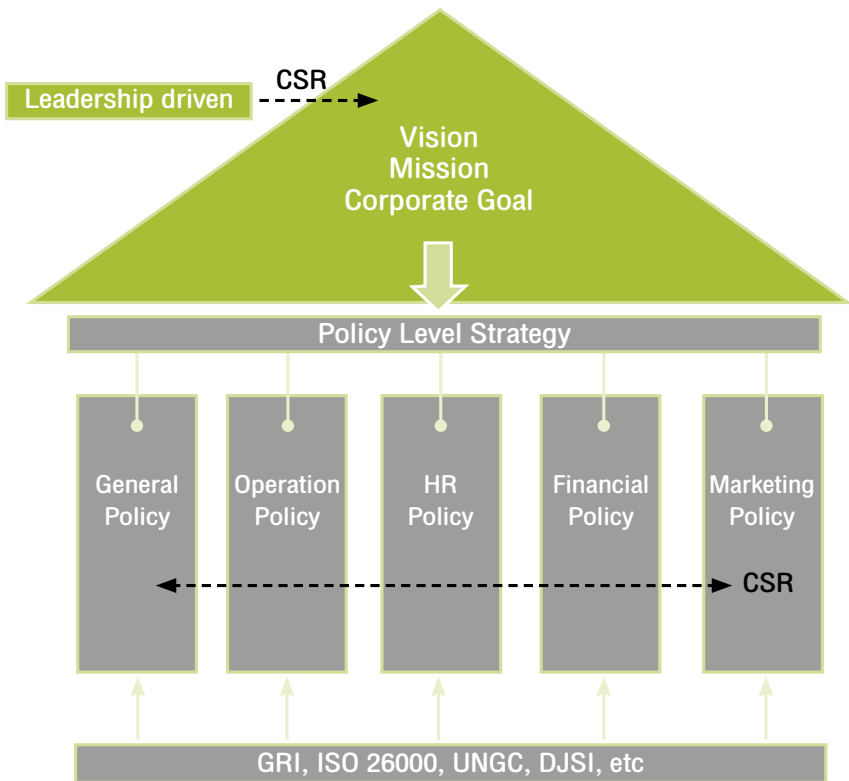 CSR
Leadership driven
Vision
Mission
Corporate Goal
Policy Level Strategy
General
Policy
Operation
Policy
HR
Policy
Financial
Policy
Marketing
Policy
CSR
GRI, ISO 26000, UNGC, DJSI, etc